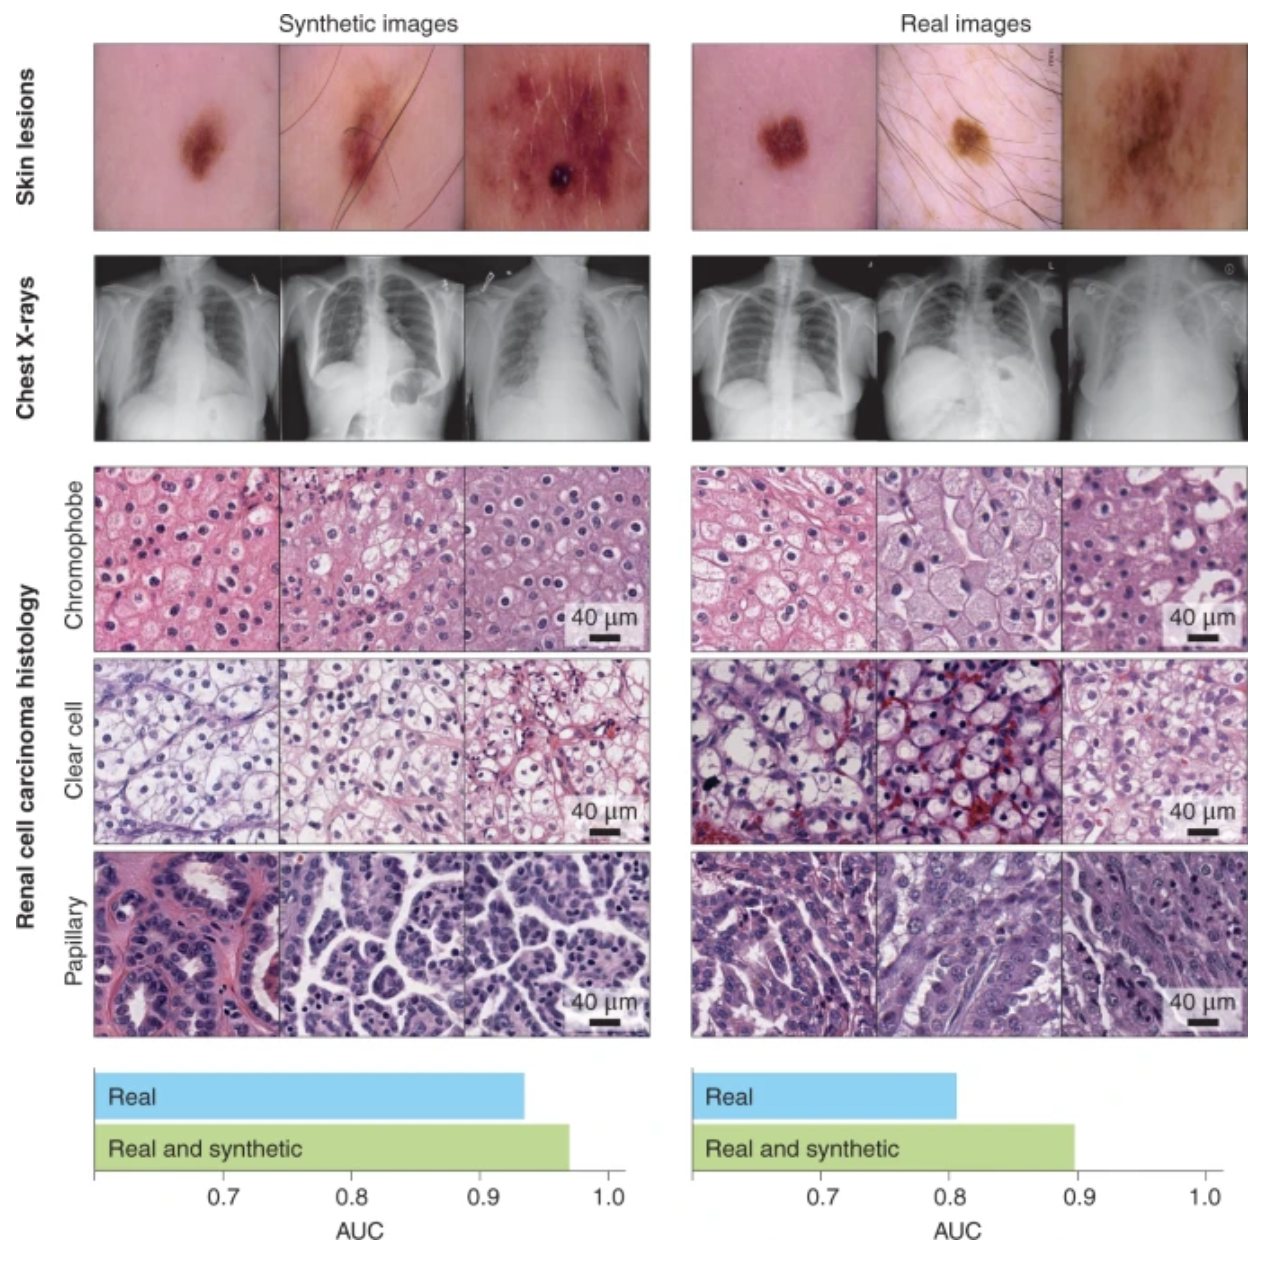 Synthetic images
Real images
Skin lesions
Chest X-rays
Renal cell carcinoma histology
Chromophobe
40 µm
40 µm
Clear cell
40 µm
40 µm
Papillary
40 µm
40 µm
Real
Real and synthetic
0.7 0.8 0.9 1.0
AUC
Real
Real and synthetic
0.7 0.8 0.9 1.0
AUC